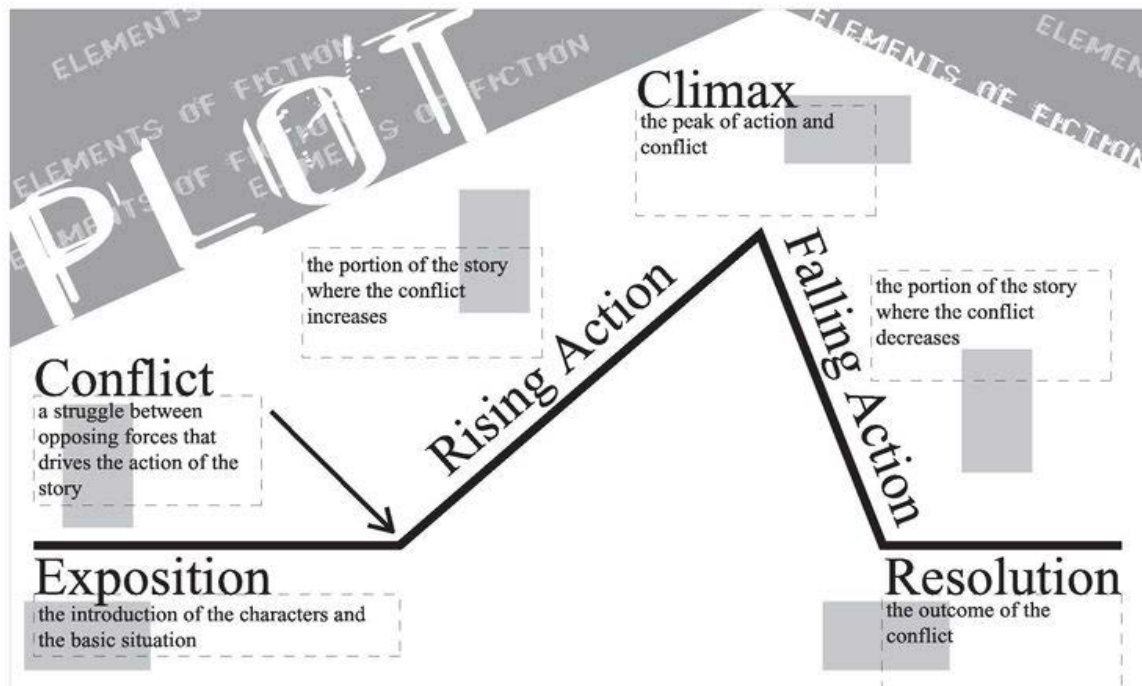 ELEMENTS
ELEMENTS OF FICTION
ELEMENTS OF FICTION
ELEMENTS OF FICTION
PLOT
ELEMENTS OF FICTION
ELEMEN
Climax
the peak of action and
conflict
the portion of the story
where the conflict
increases
Rising Action
Falling Action
the portion of the story
where the conflict
decreases
Conflict
a struggle between
opposing forces that
drives the action of the
story
Exposition
the introduction of the characters and
the basic situation
Resolution
the outcome of the
conflict